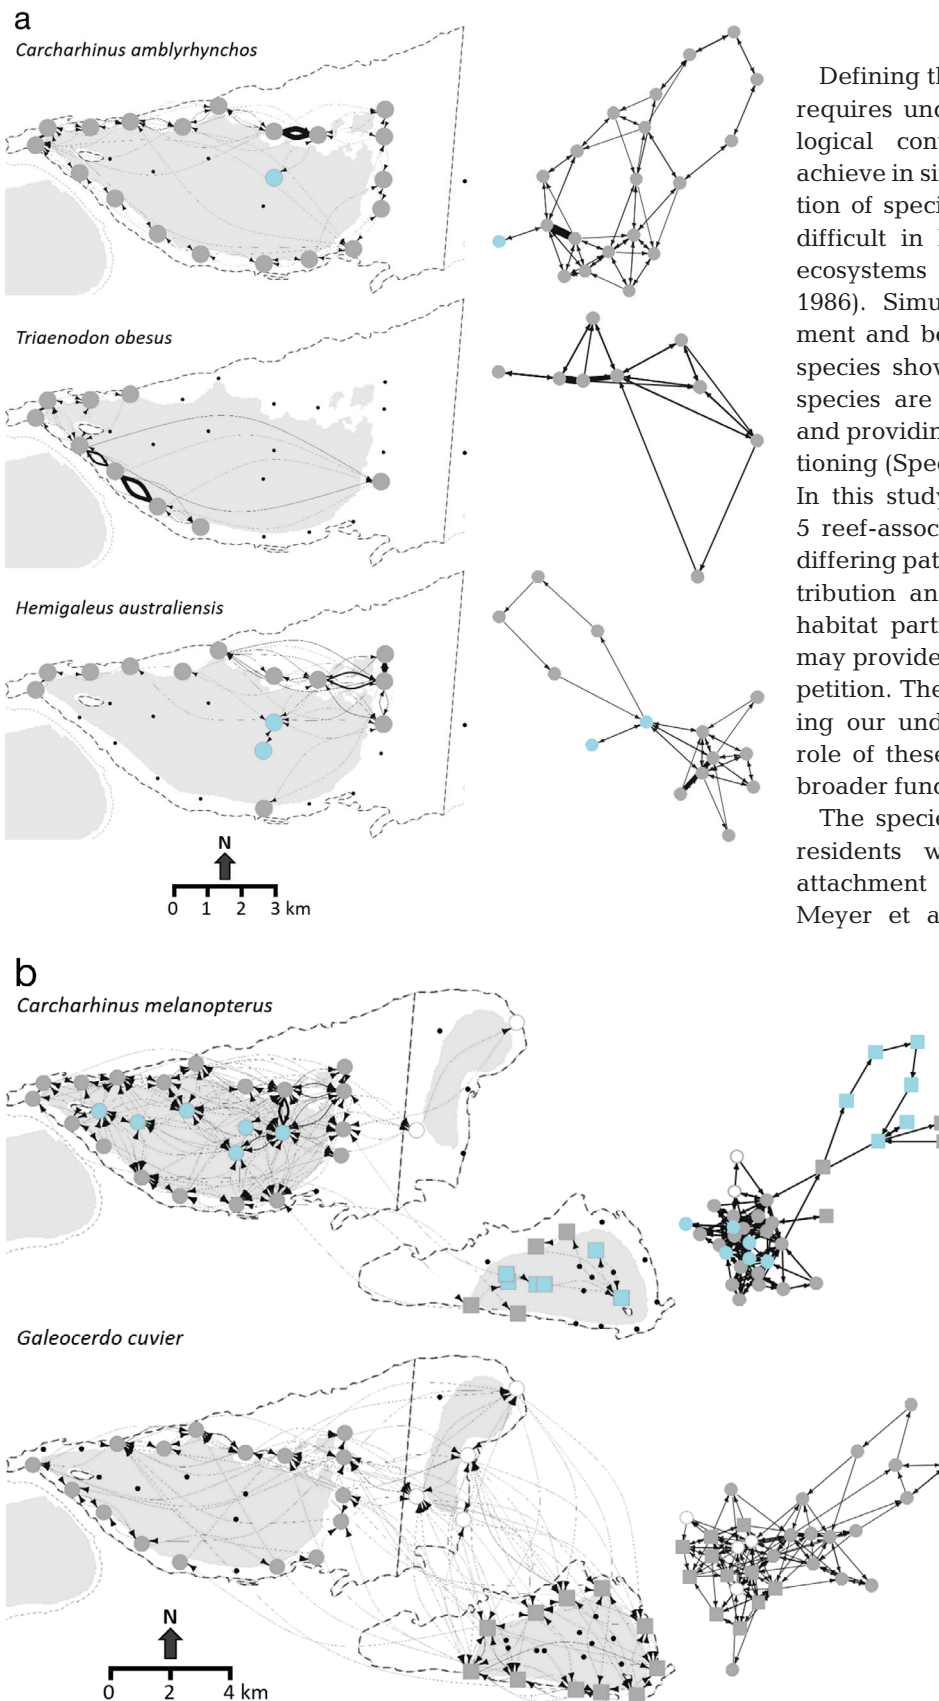 a
Carcharhinus amblyrhynchos
Triaenodon obesus
Hemigaleus australiensis
N
0 1 2 3 km
Defining th
requires und
logical cont
achieve in si
tion of speci
difficult in
ecosystems
1986). Simu
ment and be
species show
species are
and providin
tioning (Spec
In this study
5 reef-assoc
differing pat
tribution an
habitat parti
may provide
petition. The
ing our und
role of these
broader func
The specie
residents w
attachment
Meyer et a
b
Carcharhinus melanopterus
Galeocerdo cuvier
N
0 2 4 km